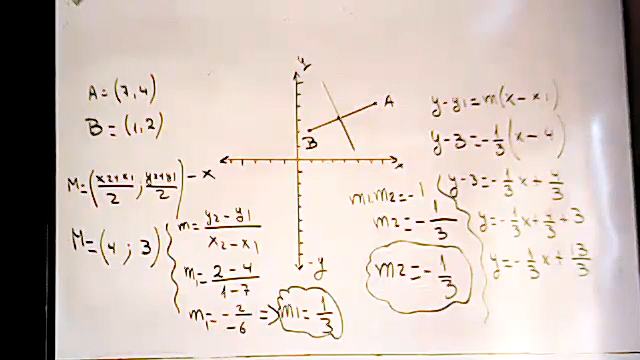 A=(7,4)
B=(1,2)
M=(x2+x1/2 ; y2+y1/2)
M=(4 ; 3)
y
A
B
-x
x
-y
m=y2-y1/x2-x1
m1=2-4/1-7
m1=-2/-6 => m1=1/3
m1.m2=-1
m2=-1/3
m2=-1/3
y-y1=m(x-x1)
y-3=-1/3(x-4)
y-3=-1/3x+4/3
y=-1/3x+4/3+3
y=-1/3x+13/3